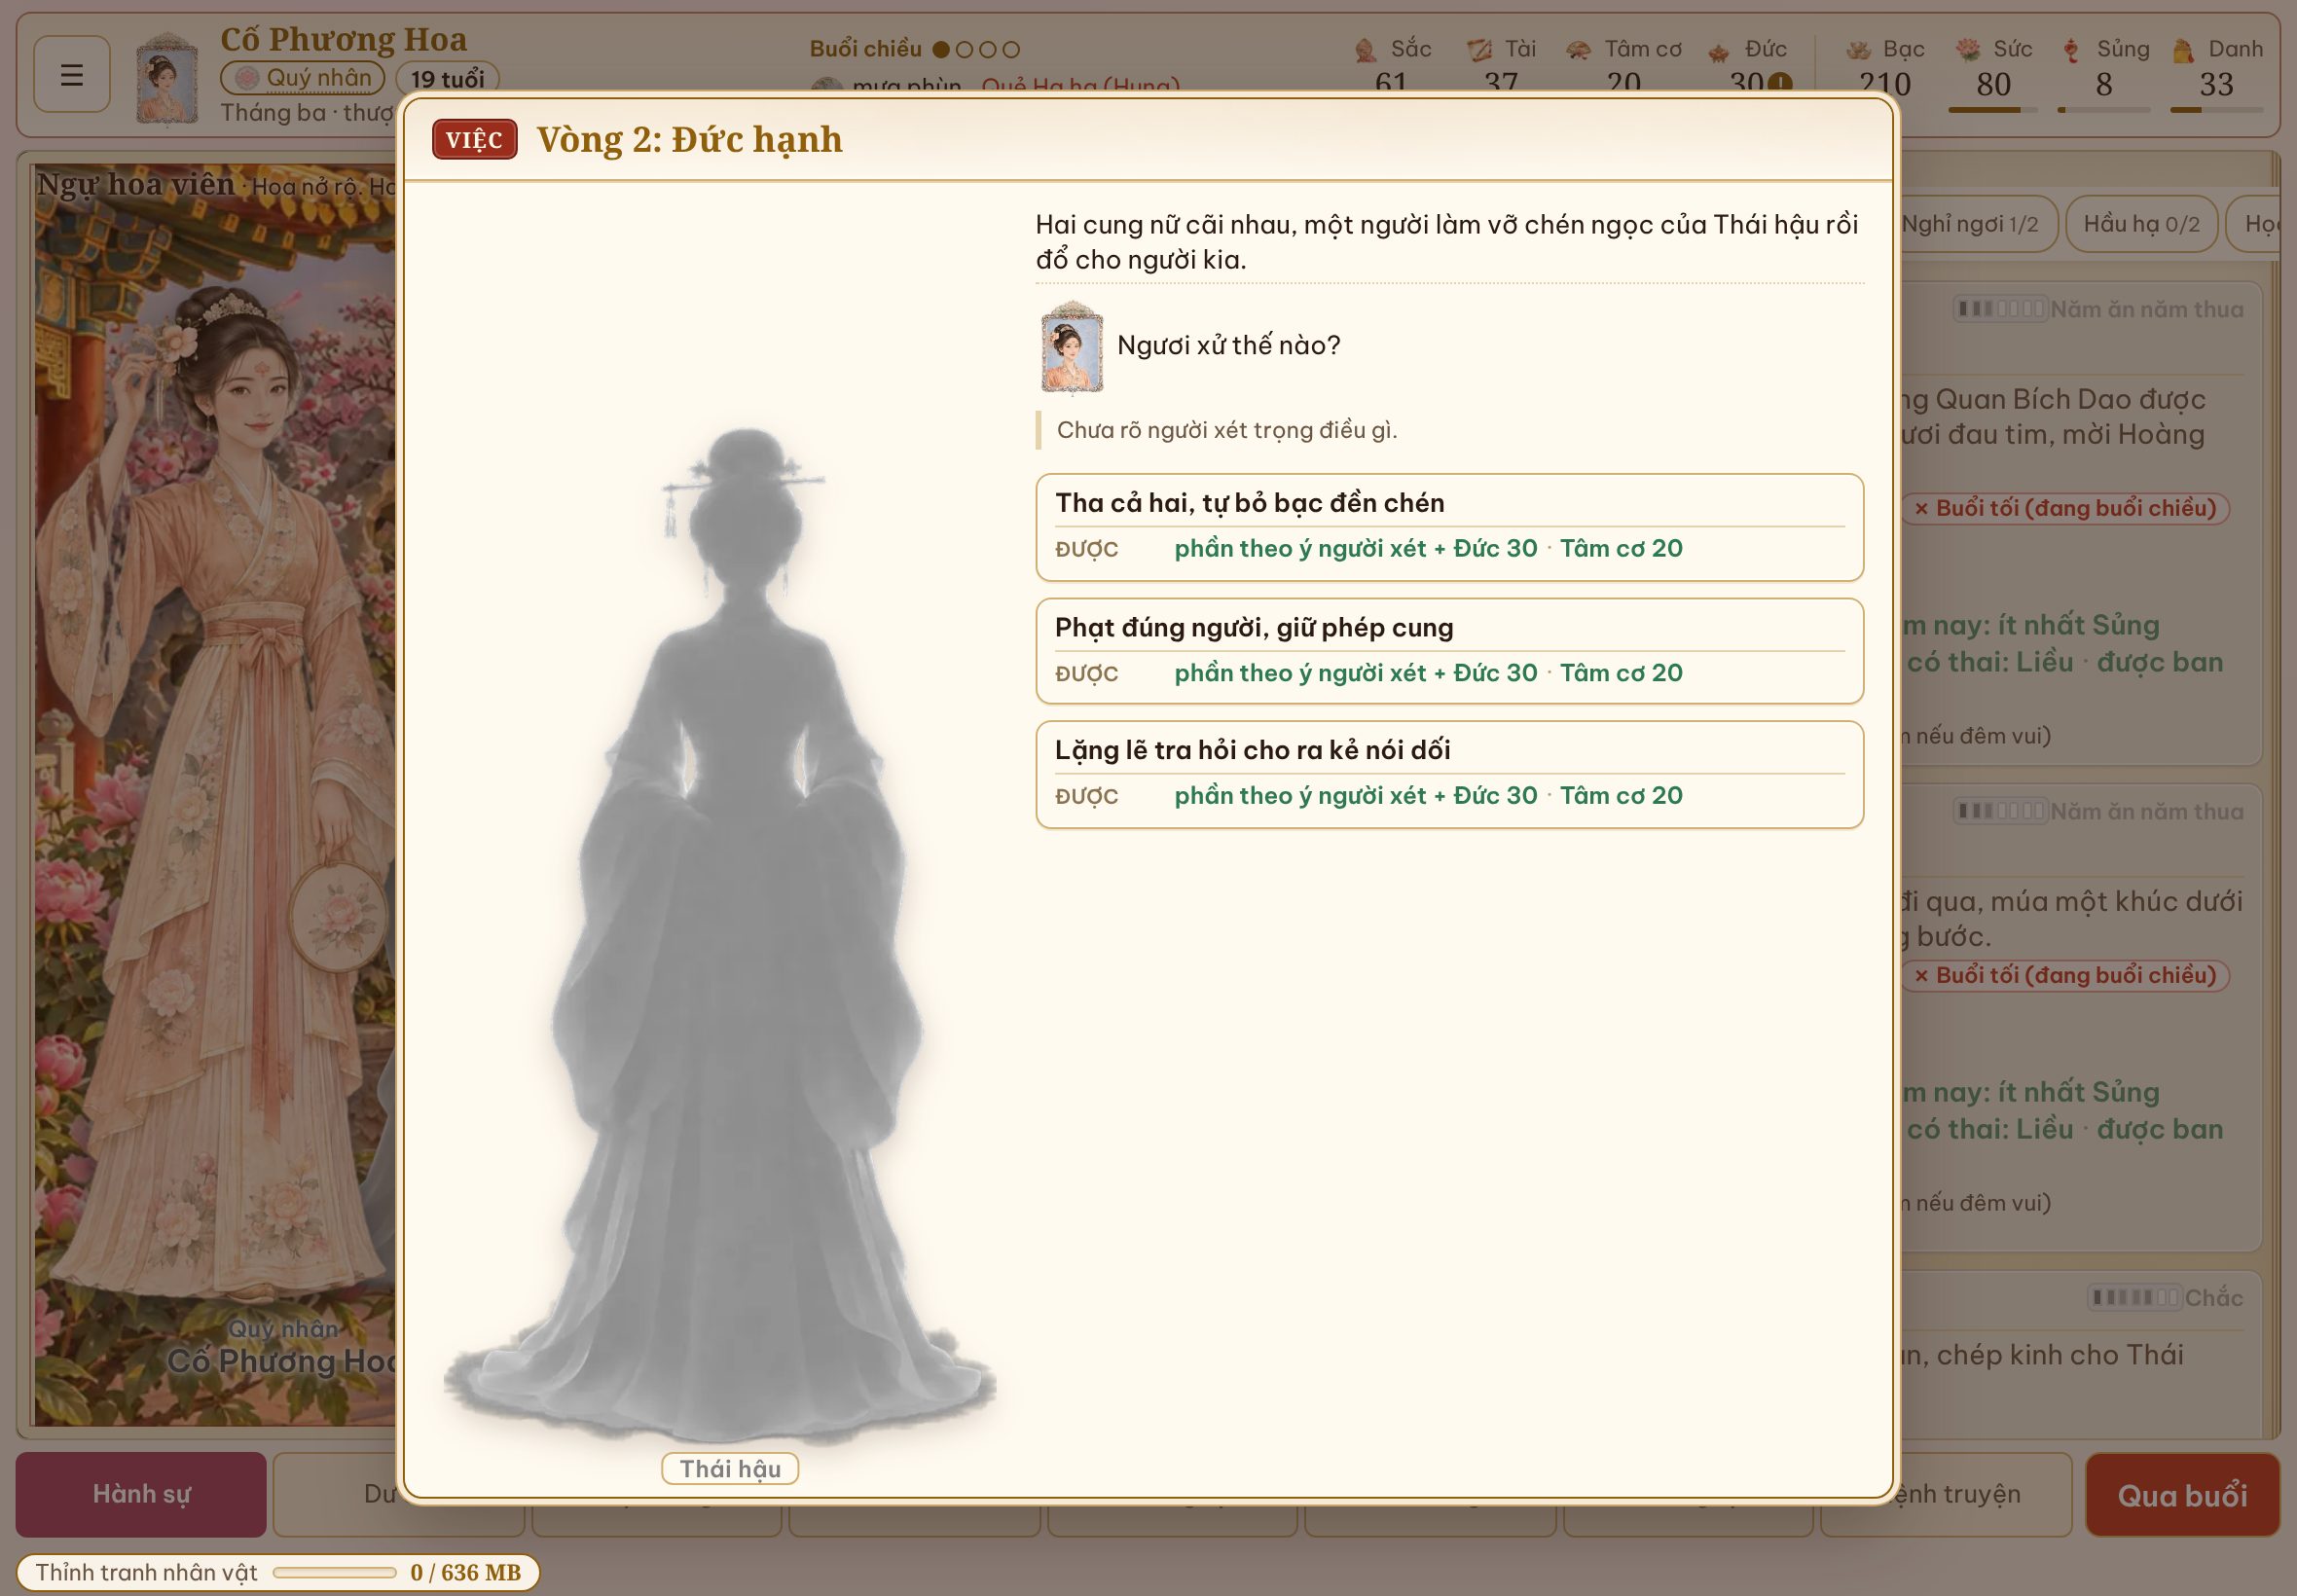 Cố Phương Hoa
Quý nhân
19 tuổi
Tháng ba
Buổi chiều
mưa phùn
Quẻ Hạ hạ (Hung)
Sắc
Tài
Tâm cơ
Đức
Bạc
Sức
Sủng
Danh
61
37
20
30
210
80
8
33
VIỆC
Vòng 2: Đức hạnh
Ngự hoa viên · Hoa nở rộ.
Hai cung nữ cãi nhau, một người làm vỡ chén ngọc của Thái hậu rồi
đổ cho người kia.
Ngươi xử thế nào?
Chưa rõ người xét trọng điều gì.
Tha cả hai, tự bỏ bạc đền chén
ĐƯỢC phần theo ý người xét + Đức 30 · Tâm cơ 20
Phạt đúng người, giữ phép cung
ĐƯỢC phần theo ý người xét + Đức 30 · Tâm cơ 20
Lặng lẽ tra hỏi cho ra kẻ nói dối
ĐƯỢC phần theo ý người xét + Đức 30 · Tâm cơ 20
Thái hậu
Quý nhân
Cố Phương
Nghỉ ngơi 1/2
Hầu hạ 0/2
Năm ăn năm thua
Quan Bích Dao được
đau tim, mời Hoàng
× Buổi tối (đang buổi chiều)
nay: ít nhất Sủng
có thai: Liều · được ban
nếu đêm vui)
Năm ăn năm thua
đi qua, múa một khúc dưới
bước.
× Buổi tối (đang buổi chiều)
nay: ít nhất Sủng
có thai: Liều · được ban
nếu đêm vui)
Chắc
chép kinh cho Thái
Hành sự
truyện
Qua buổi
Thỉnh tranh nhân vật
0 / 636 MB